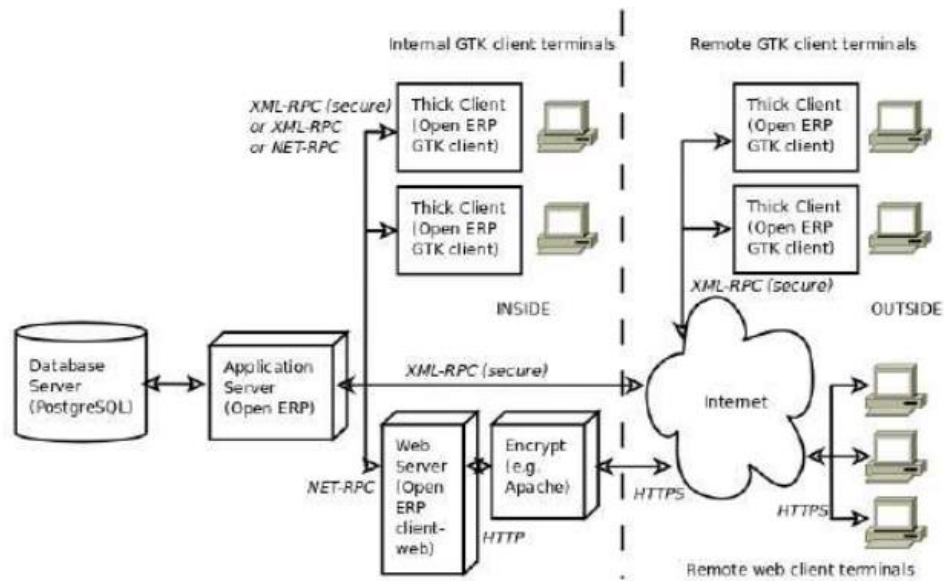 Internal GTK client terminals
Remote GTK client terminals
XML-RPC (secure)
or XML-RPC
or NET-RPC
Thick Client
(Open ERP
GTK client)
Thick Client
(Open ERP
GTK client)
Thick Client
(Open ERP
GTK client)
Thick Client
(Open ERP
GTK client)
XML-RPC (secure)
INSIDE
OUTSIDE
Database
Server
(PostgreSQL)
Application
Server
(Open ERP)
XML-RPC (secure)
Internet
Web
Server
(Open
ERP
client-
web)
Encrypt
(e.g.
Apache)
NET-RPC
HTTP
HTTPS
HTTPS
Remote web client terminals